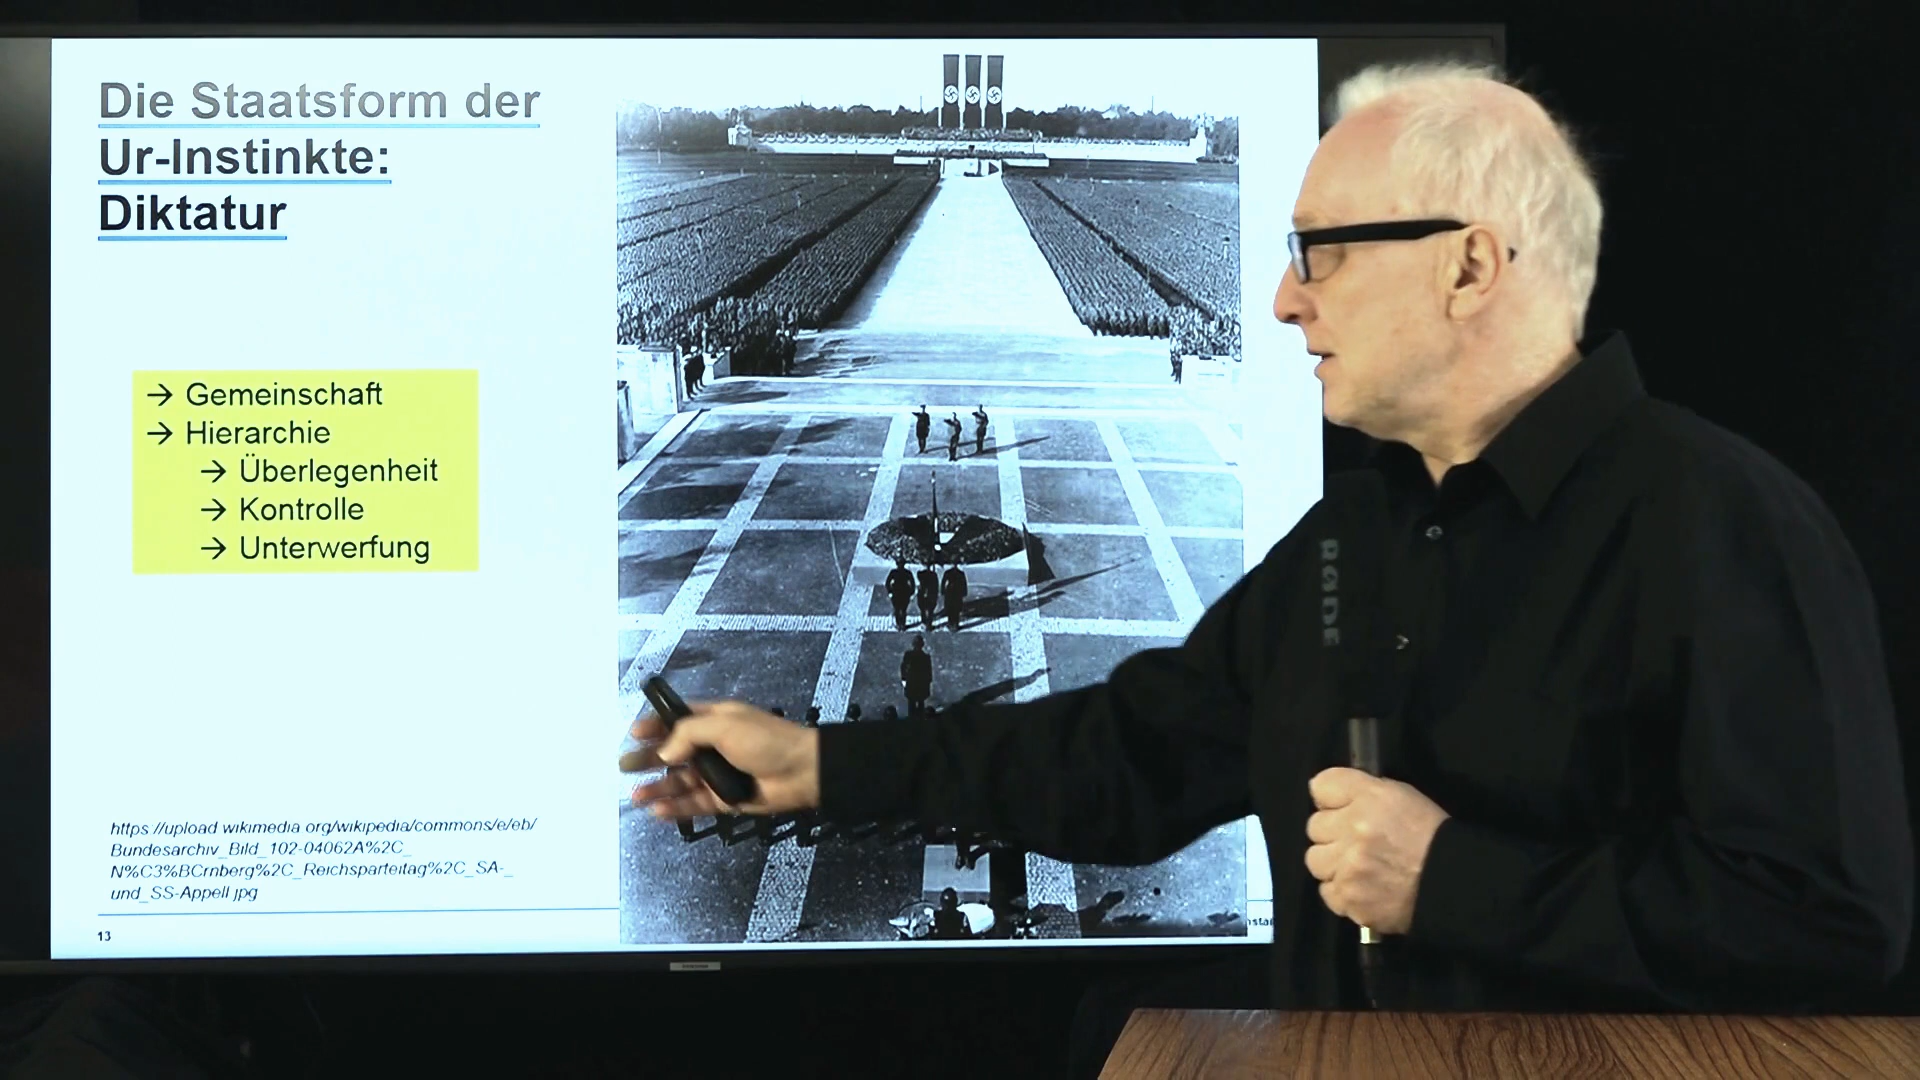 Die Staatsform der
Ur-Instinkte:
Diktatur
→ Gemeinschaft
→ Hierarchie
→ Überlegenheit
→ Kontrolle
→ Unterwerfung
https://upload.wikimedia.org/wikipedia/commons/e/eb/
Bundesarchiv_Bild_102-04062A%2C_
N%C3%BCrnberg%2C_Reichsparteitag%2C_SA-_
und_SS-Appell.jpg
13
RØDE